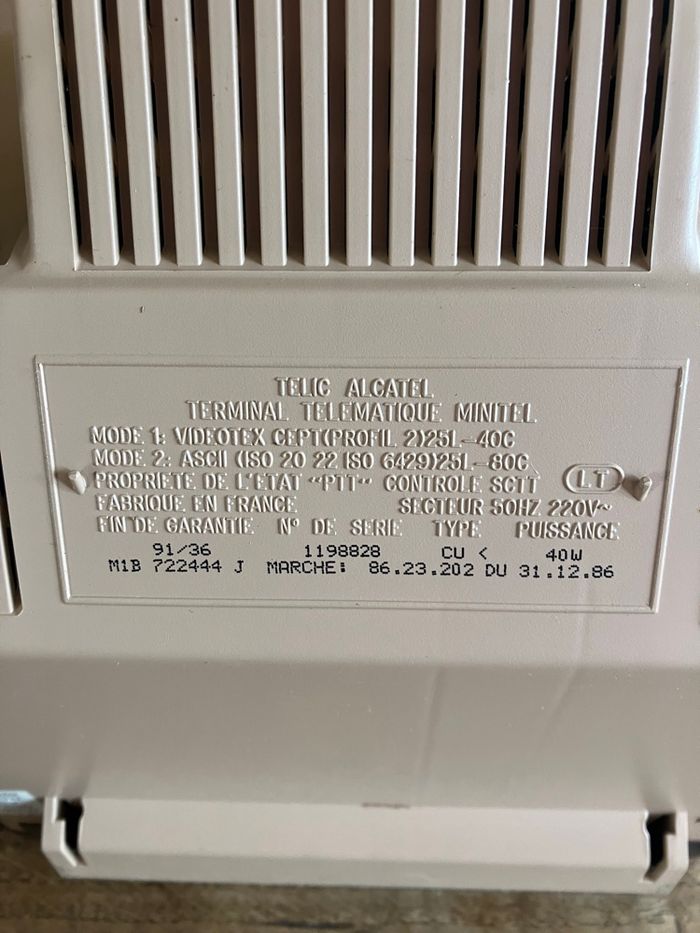 TELIC ALCATEL
TERMINAL TELEMATIQUE MINITEL
MODE 1: VIDEOTEX CEPT(PROFIL 2)25L-40C
MODE 2: ASCII (ISO 20 22 ISO 6429)25L-80C
PROPRIETE DE L'ETAT "PTT" CONTROLE SCTT LT
FABRIQUE EN FRANCE SECTEUR 50HZ 220V~
FIN DE GARANTIE N° DE SERIE TYPE PUISSANCE
91/36 1198828 CU < 40W
M1B 722444 J MARCHE: 86.23.202 DU 31.12.86